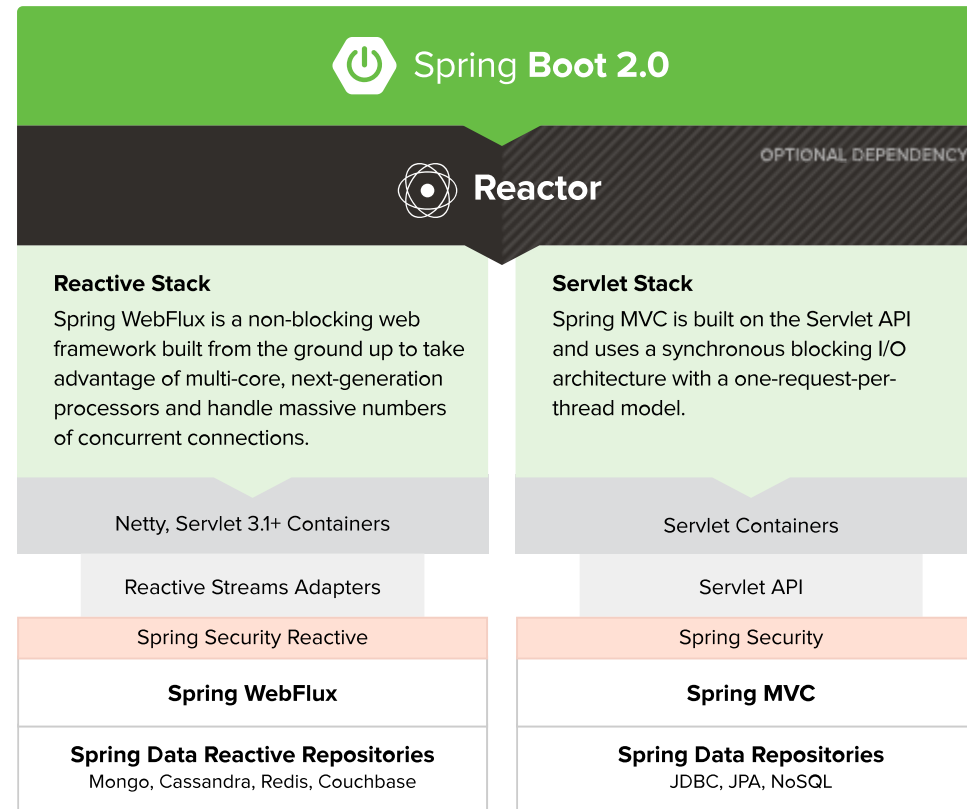 Spring Boot 2.0
OPTIONAL DEPENDENCY
Reactor
Reactive Stack
Spring WebFlux is a non-blocking web
framework built from the ground up to take
advantage of multi-core, next-generation
processors and handle massive numbers
of concurrent connections.
Netty, Servlet 3.1+ Containers
Reactive Streams Adapters
Spring Security Reactive
Spring WebFlux
Spring Data Reactive Repositories
Mongo, Cassandra, Redis, Couchbase
Servlet Stack
Spring MVC is built on the Servlet API
and uses a synchronous blocking I/O
architecture with a one-request-per-
thread model.
Servlet Containers
Servlet API
Spring Security
Spring MVC
Spring Data Repositories
JDBC, JPA, NoSQL